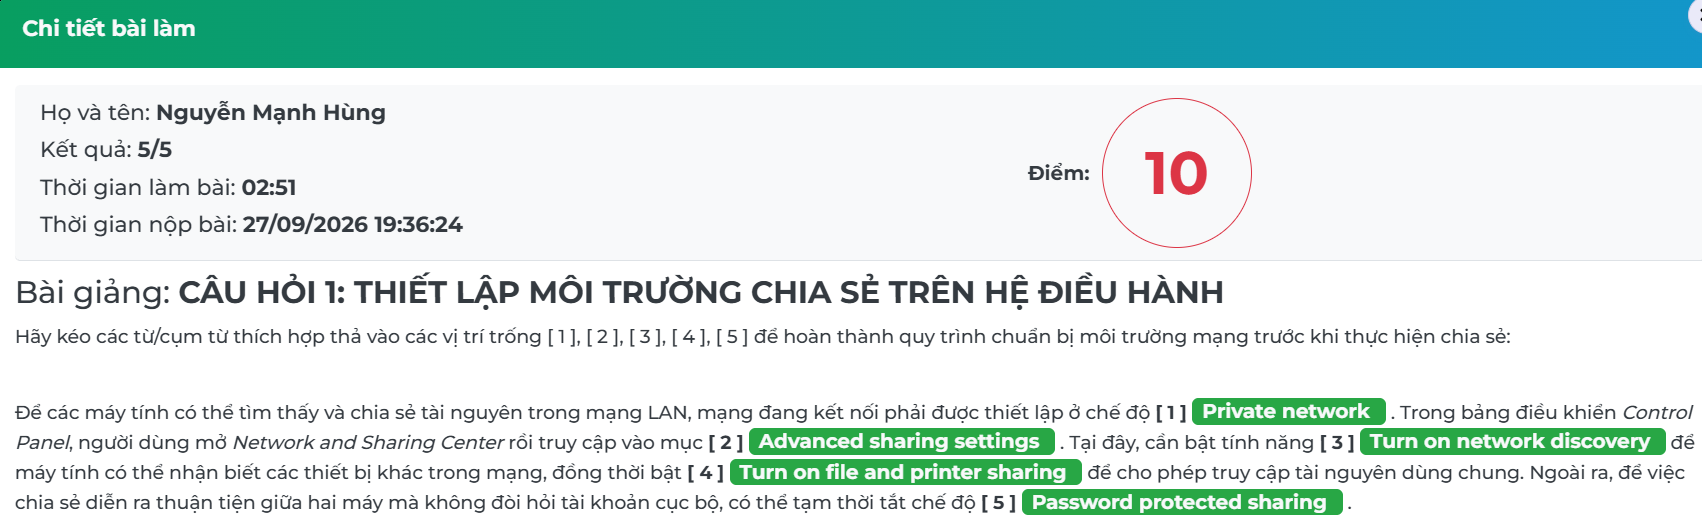 Chi tiết bài làm
Họ và tên: Nguyễn Mạnh Hùng
Kết quả: 5/5
Thời gian làm bài: 02:51
Thời gian nộp bài: 27/09/2026 19:36:24
Điểm:
10
Bài giảng: CÂU HỎI 1: THIẾT LẬP MÔI TRƯỜNG CHIA SẺ TRÊN HỆ ĐIỀU HÀNH
Hãy kéo các từ/cụm từ thích hợp thả vào các vị trí trống [ 1 ], [ 2 ], [ 3 ], [ 4 ], [ 5 ] để hoàn thành quy trình chuẩn bị môi trường mạng trước khi thực hiện chia sẻ:
Để các máy tính có thể tìm thấy và chia sẻ tài nguyên trong mạng LAN, mạng đang kết nối phải được thiết lập ở chế độ [ 1 ] Private network . Trong bảng điều khiển Control
Panel, người dùng mở Network and Sharing Center rồi truy cập vào mục [ 2 ] Advanced sharing settings . Tại đây, cần bật tính năng [ 3 ] Turn on network discovery để
máy tính có thể nhận biết các thiết bị khác trong mạng, đồng thời bật [ 4 ] Turn on file and printer sharing để cho phép truy cập tài nguyên dùng chung. Ngoài ra, để việc
chia sẻ diễn ra thuận tiện giữa hai máy mà không đòi hỏi tài khoản cục bộ, có thể tạm thời tắt chế độ [ 5 ] Password protected sharing .